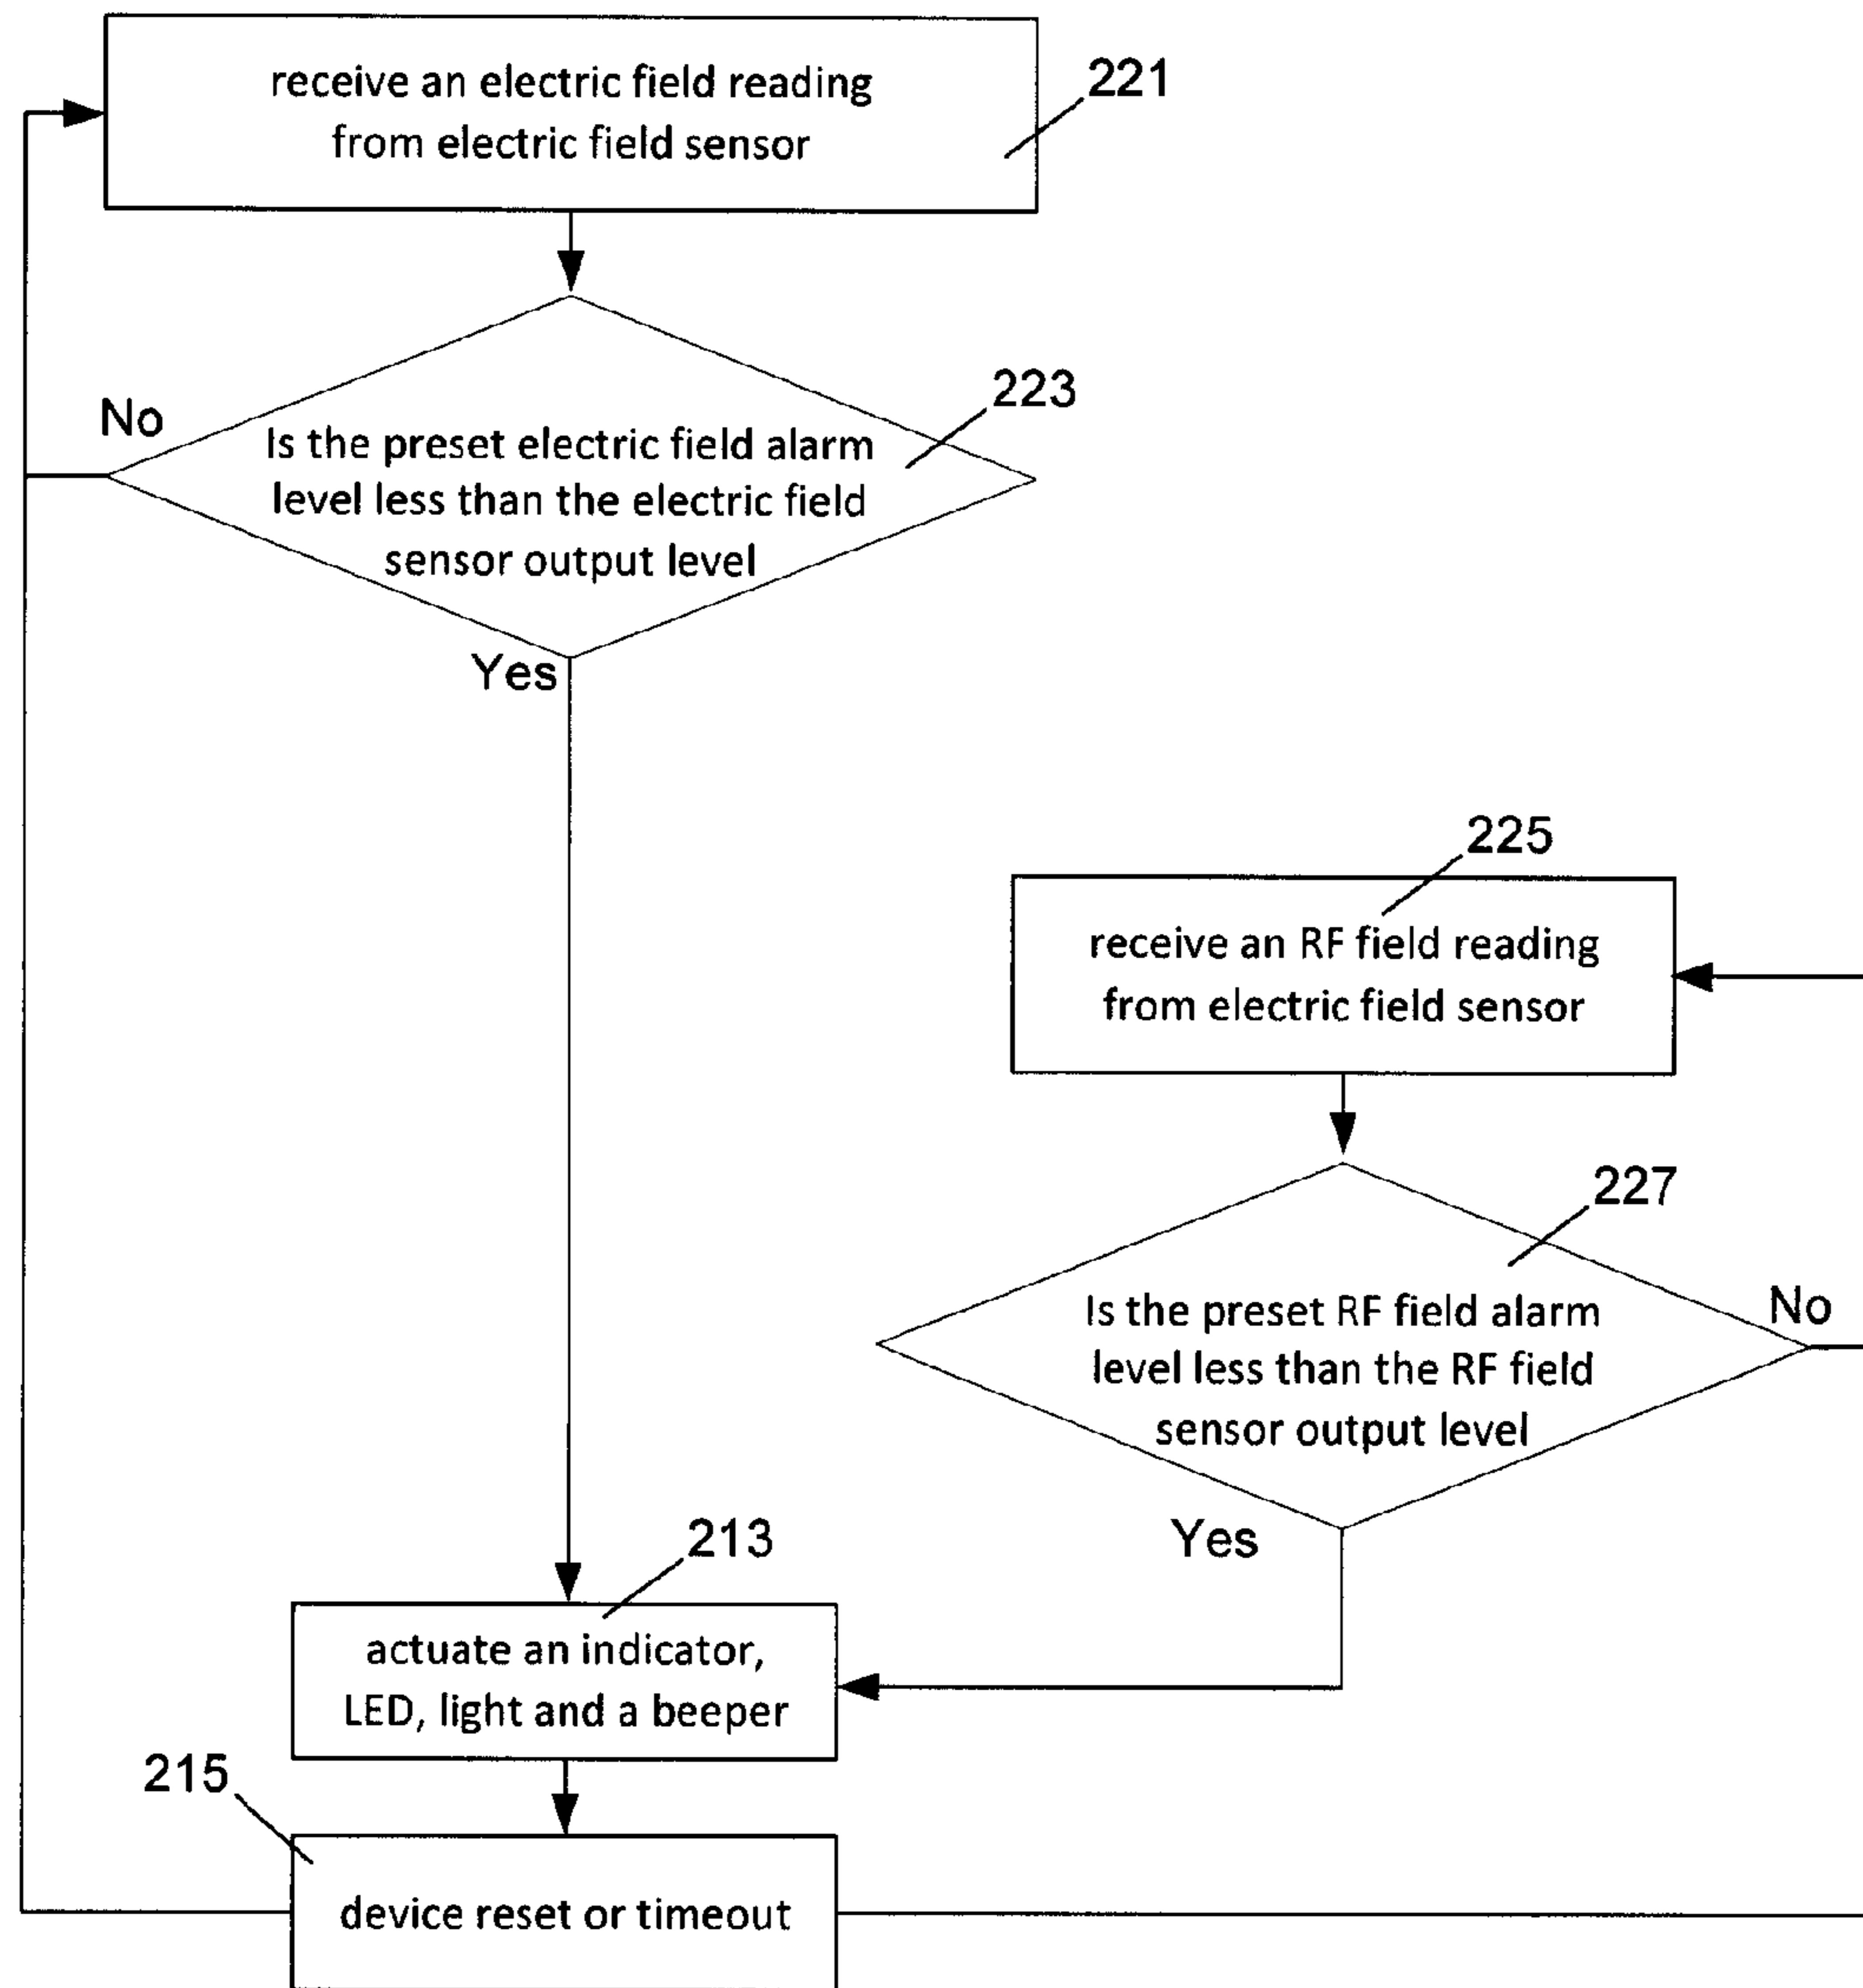 receive an electric field reading
from electric field sensor
221
223
No
Is the preset electric field alarm
level less than the electric field
sensor output level
Yes
225
receive an RF field reading
from electric field sensor
227
No
Is the preset RF field alarm
level less than the RF field
sensor output level
Yes
213
actuate an indicator,
LED, light and a beeper
215
device reset or timeout